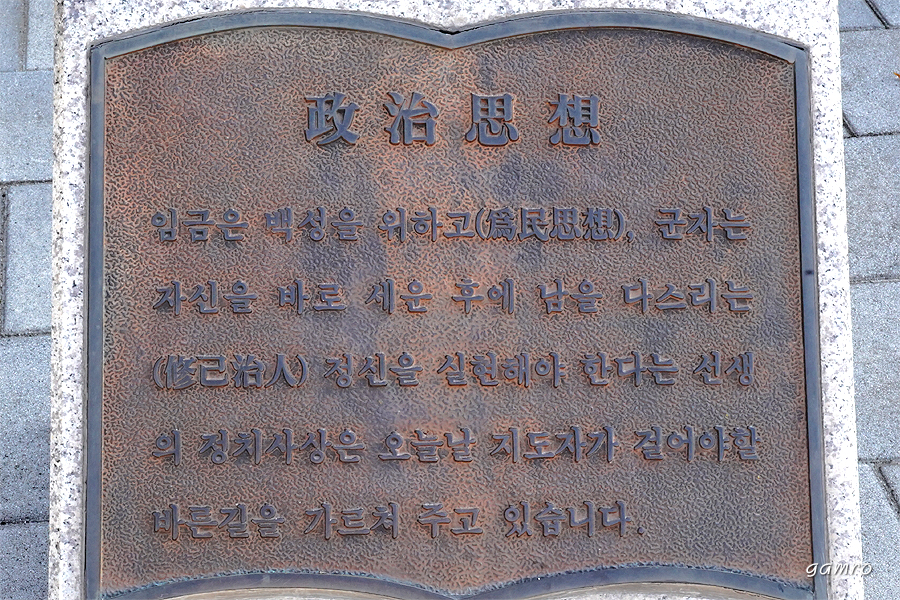 政治思想
임금은 백성을 위하고(爲民思想), 군자는
자신을 바로 세운 후에 남을 다스리는
(修己治人) 정신을 실현해야 한다는 선생
의 정치사상은 오늘날 지도자가 걸어야할
바른길을 가르쳐 주고 있습니다.
gamro